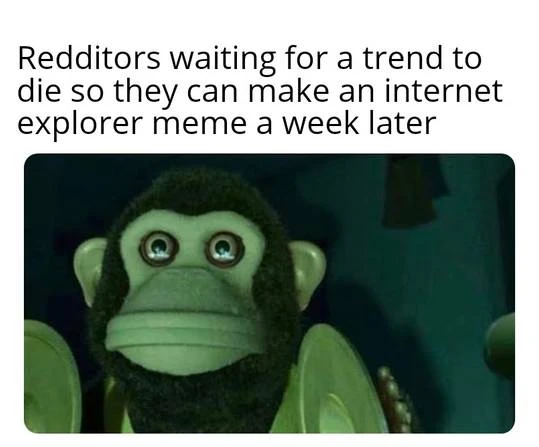 Redditors waiting for a trend to
die so they can make an internet
explorer meme a week later